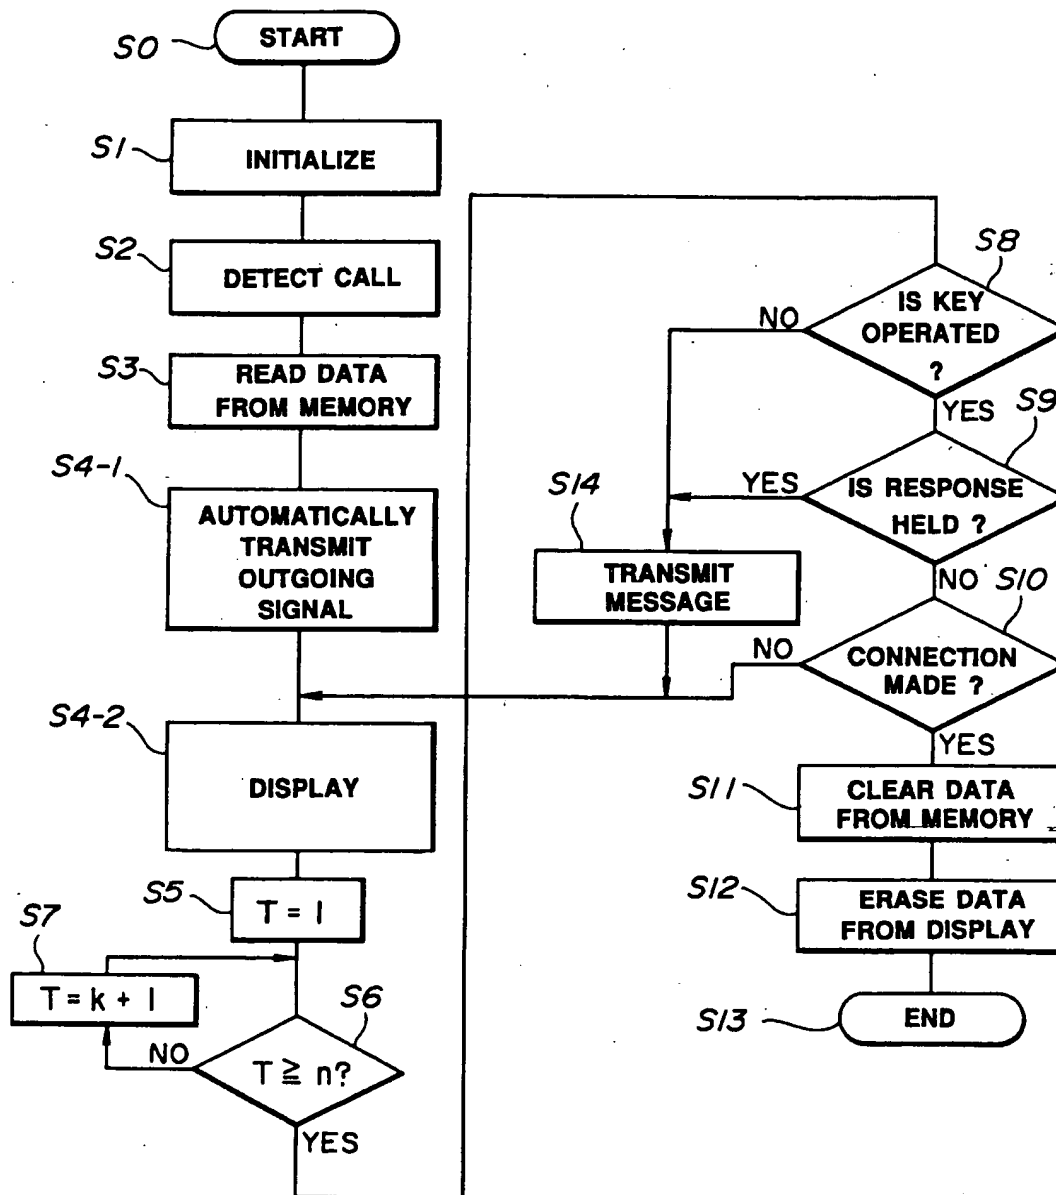 S0
START
S1
INITIALIZE
S2
DETECT CALL
S3
READ DATA
FROM MEMORY
S4-1
AUTOMATICALLY
TRANSMIT
OUTGOING
SIGNAL
S4-2
DISPLAY
S5
T = 1
S7
T = k + 1
S6
NO
T ≧ n?
YES
S8
IS KEY
OPERATED
?
NO
YES
S9
IS RESPONSE
HELD ?
YES
NO
S14
TRANSMIT
MESSAGE
S10
CONNECTION
MADE ?
NO
YES
S11
CLEAR DATA
FROM MEMORY
S12
ERASE DATA
FROM DISPLAY
S13
END